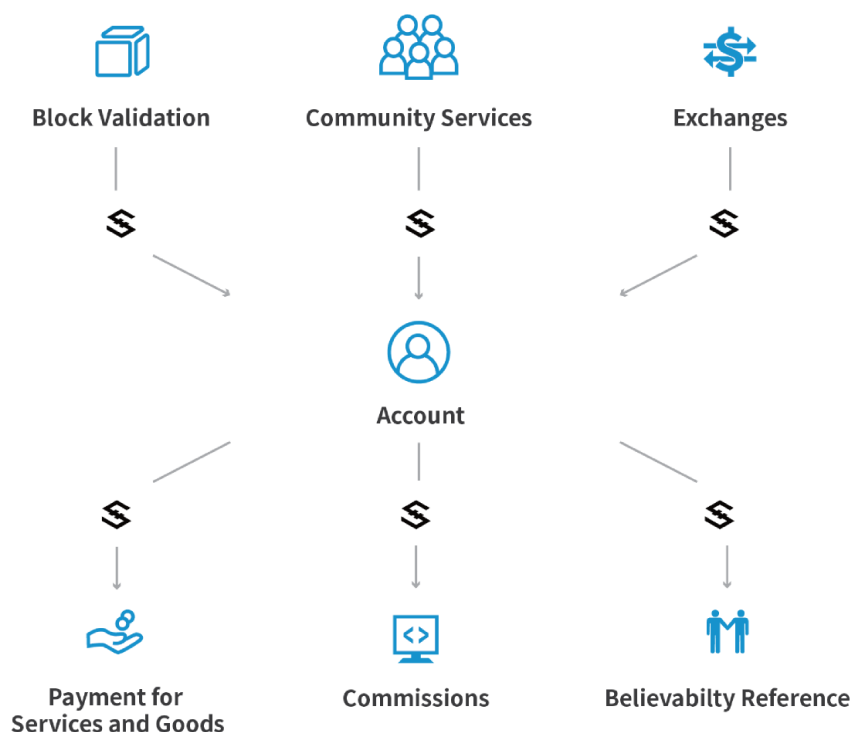 Block Validation
Community Services
Exchanges
Account
Payment for
Services and Goods
Commissions
Believabilty Reference